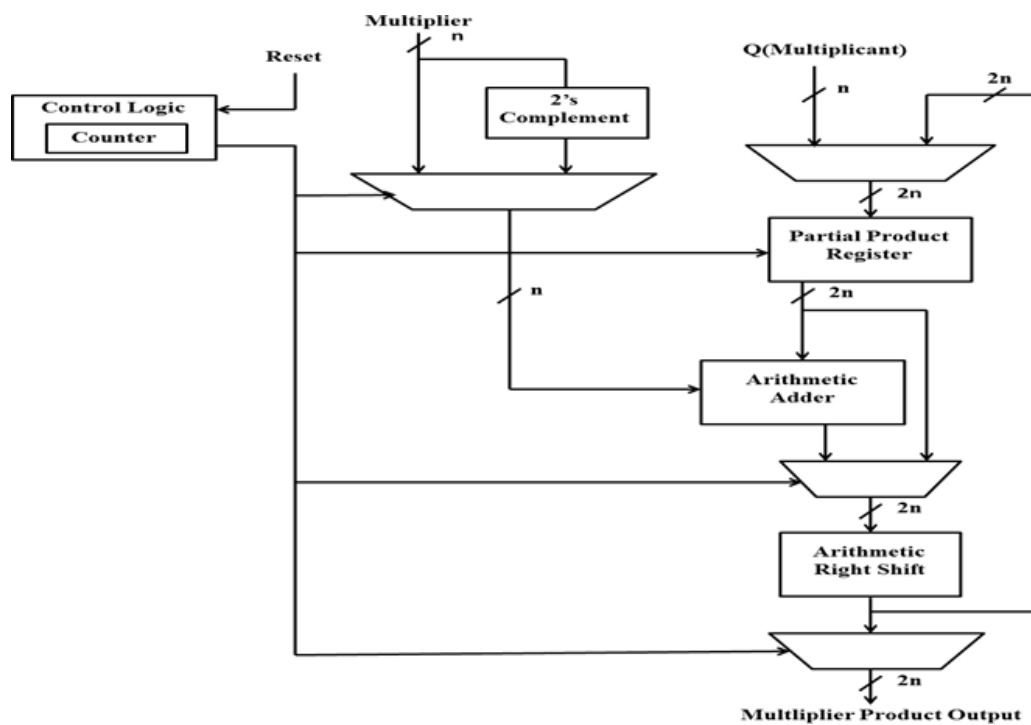 Multiplier
n
Reset
Q(Multiplicant)
n
2n
Control Logic
Counter
2's
Complement
2n
Partial Product
Register
n
2n
Arithmetic
Adder
2n
Arithmetic
Right Shift
2n
Multliplier Product Output